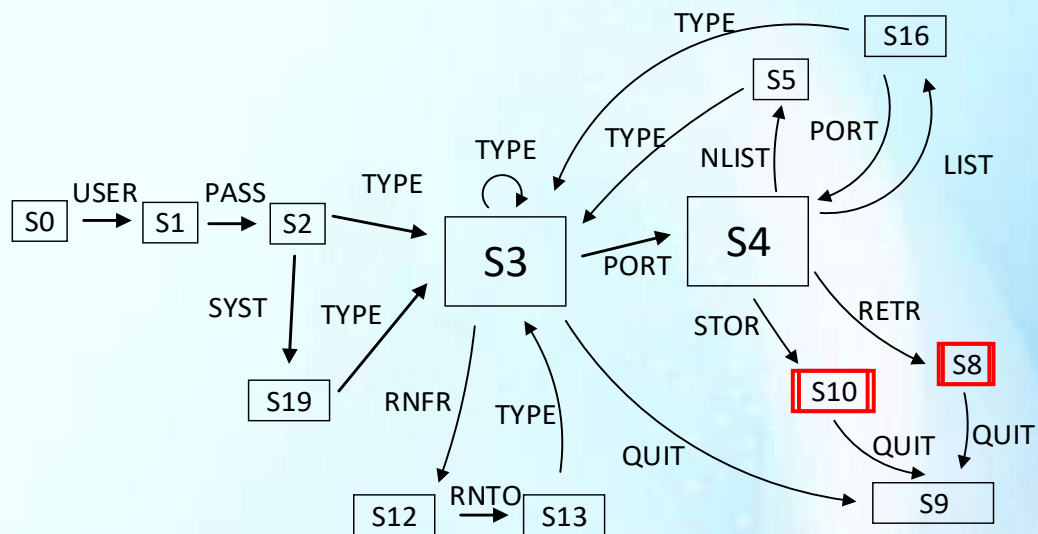 TYPE
S16
S5
TYPE
TYPE
PORT
NLIST
LIST
USER
PASS
TYPE
S0
S1
S2
S3
S4
PORT
SYST
TYPE
STOR
RETR
S19
RNFR
TYPE
S10
S8
QUIT
QUIT
QUIT
RNTO
S12
S13
S9